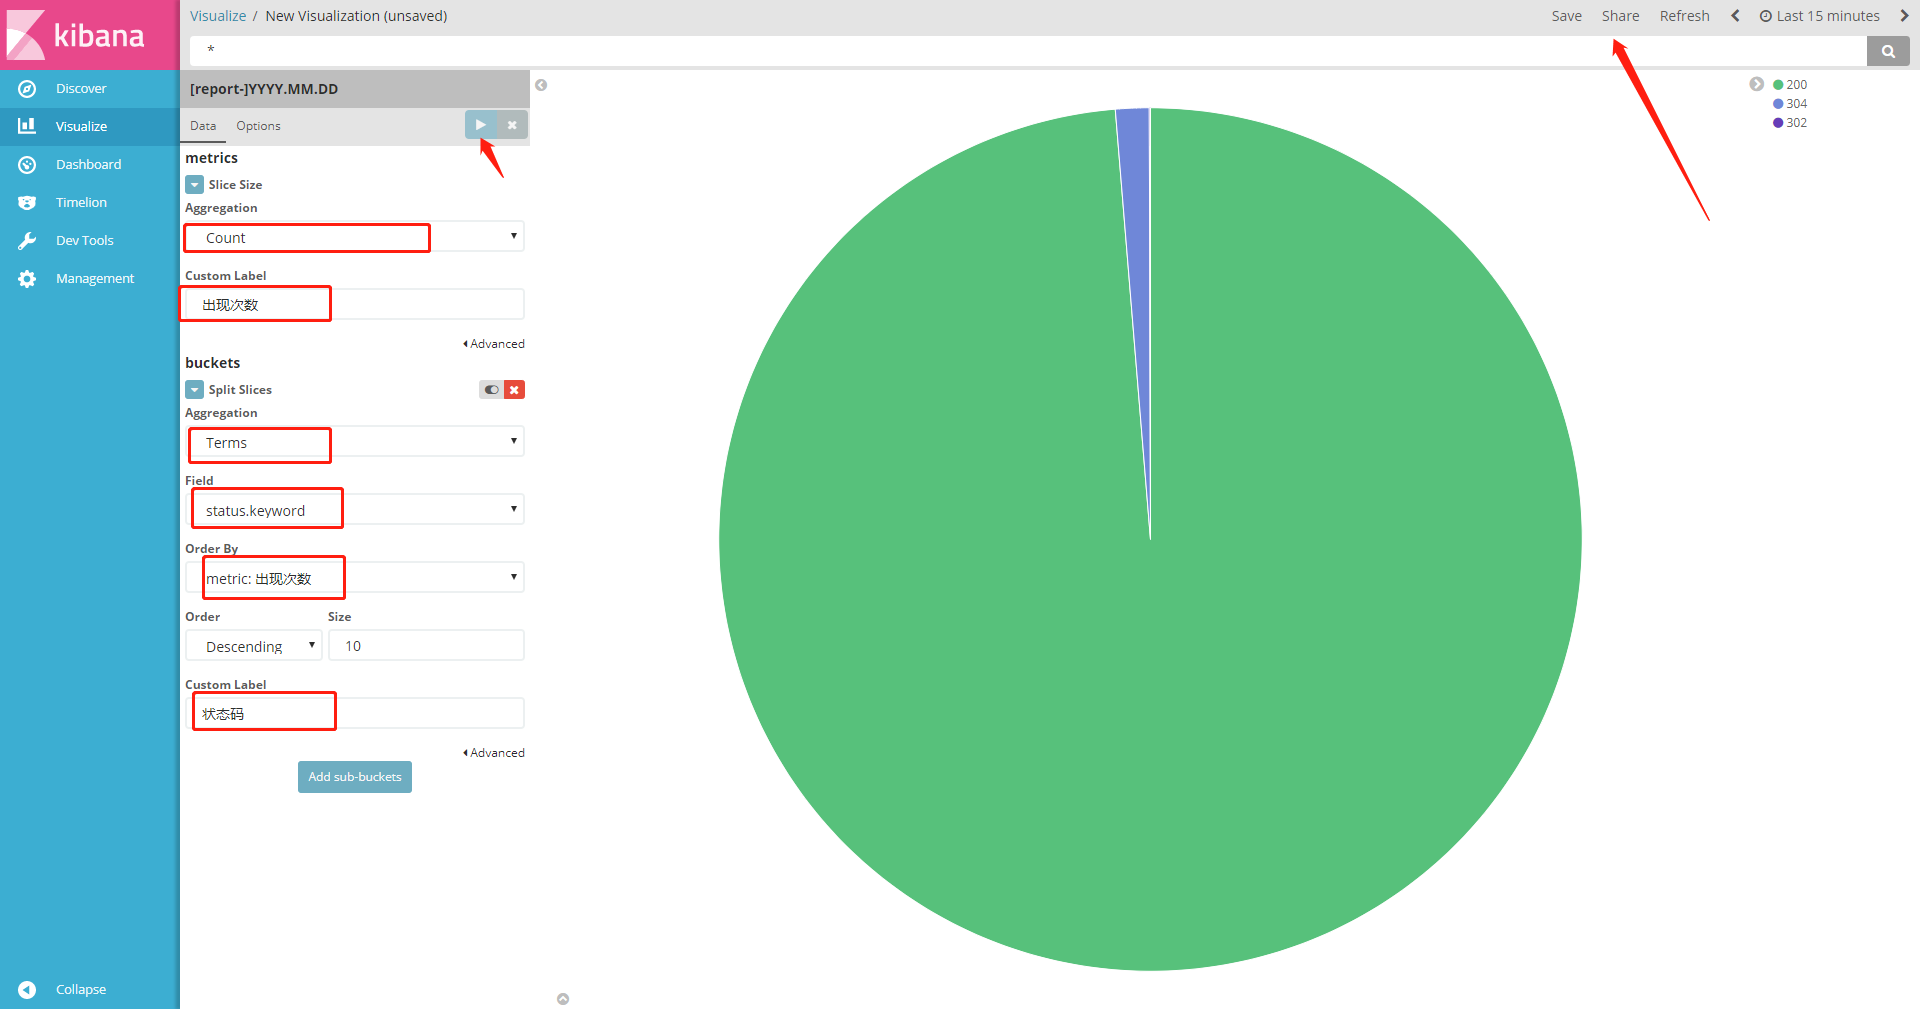 kibana
Visualize / New Visualization (unsaved)
Save Share Refresh Last 15 minutes
*
Discover
Visualize
Dashboard
Timelion
Dev Tools
Management
Collapse
[report-]YYYY.MM.DD
Data Options
metrics
Slice Size
Aggregation
Count
Custom Label
出现次数
Advanced
buckets
Split Slices
Aggregation
Terms
Field
status.keyword
Order By
metric: 出现次数
Order Size
Descending 10
Custom Label
状态码
Advanced
Add sub-buckets
200
304
302